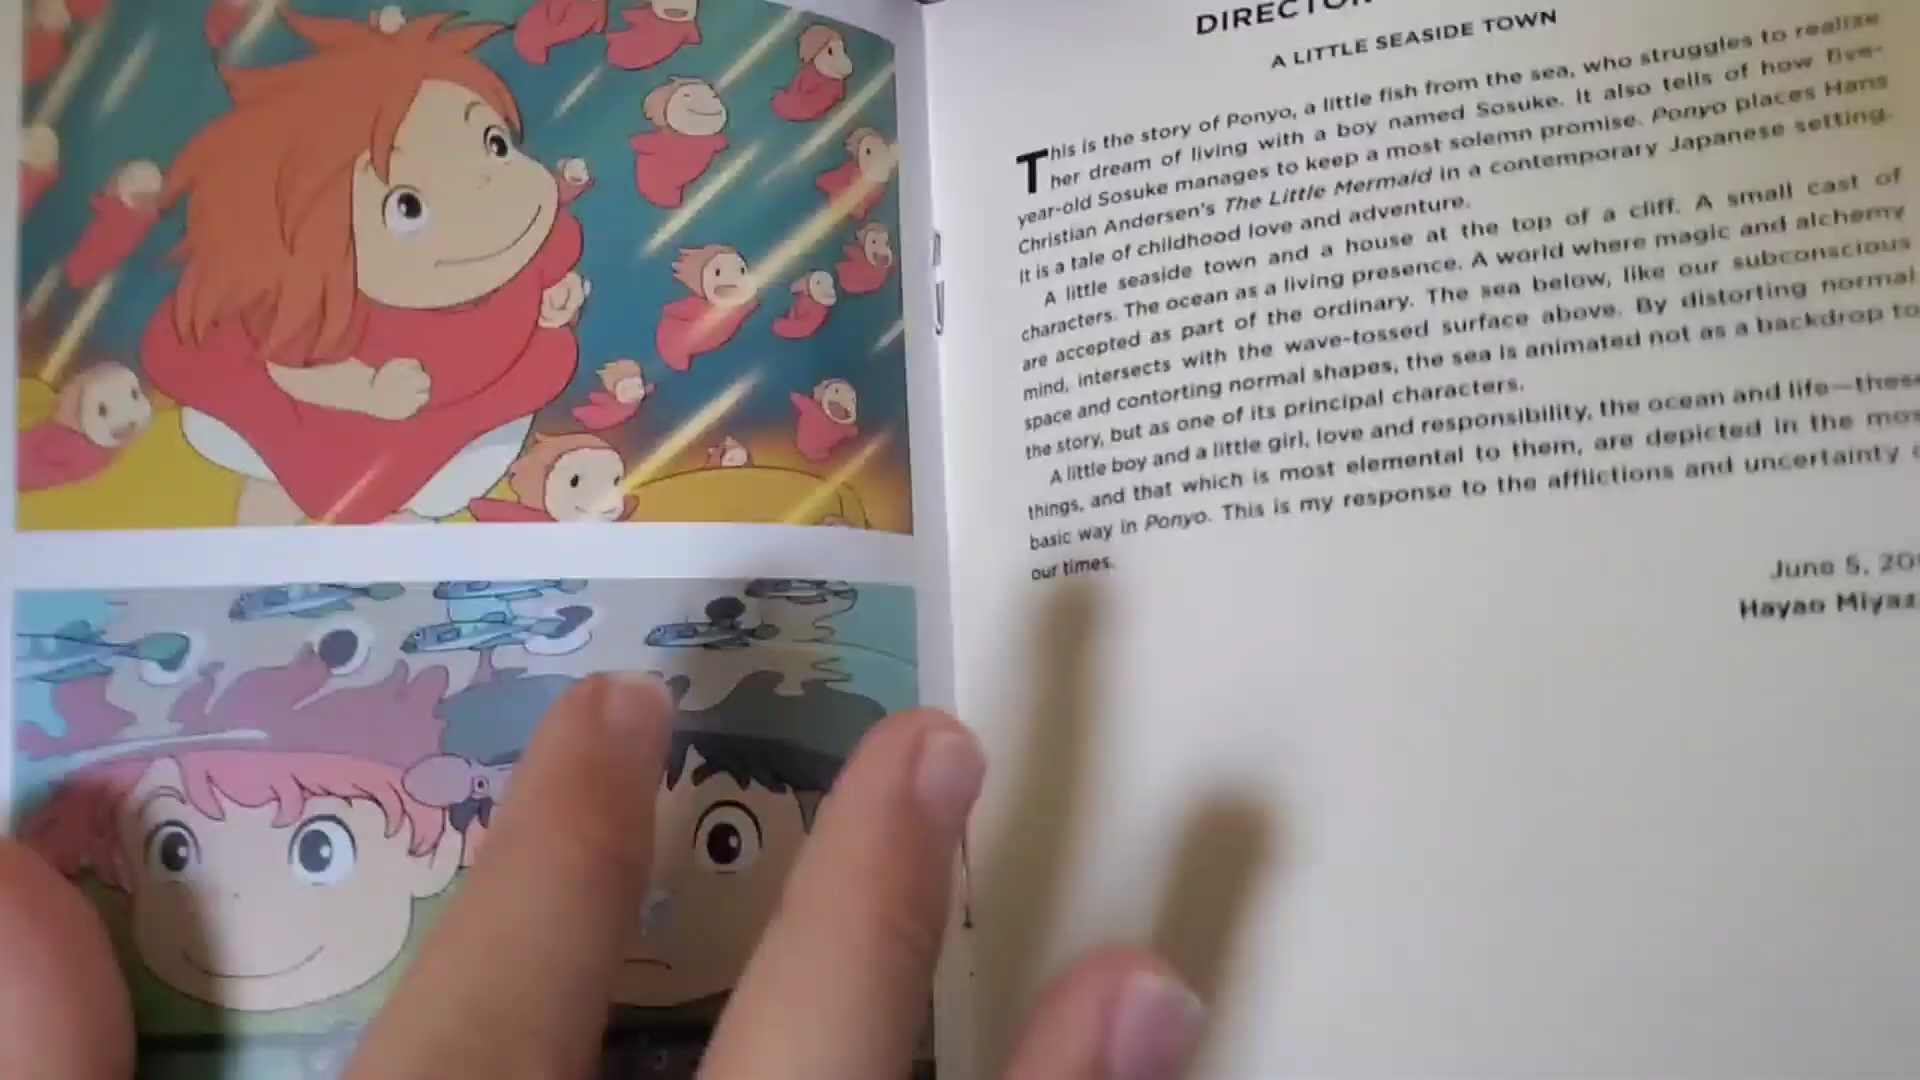 A LITTLE SEASIDE TOWN
This is the story of Ponyo, a little fish from the sea, who struggles to realize
her dream of living with a boy named Sosuke. It also tells of how five-
year-old Sosuke manages to keep a most solemn promise. Ponyo places Hans
Christian Andersen's The Little Mermaid in a contemporary Japanese setting.
It is a tale of childhood love and adventure.
A little seaside town and a house at the top of a cliff. A small cast of
characters. The ocean as a living presence. A world where magic and alchemy
are accepted as part of the ordinary. The sea below, like our subconscious
mind, intersects with the wave-tossed surface above. By distorting normal
space and contorting normal shapes, the sea is animated not as a backdrop to
the story, but as one of its principal characters.
A little boy and a little girl, love and responsibility, the ocean and life—these
things, and that which is most elemental to them, are depicted in the mos
basic way in Ponyo. This is my response to the afflictions and uncertainty
our times.
June 5, 20
Hayao Miyaz